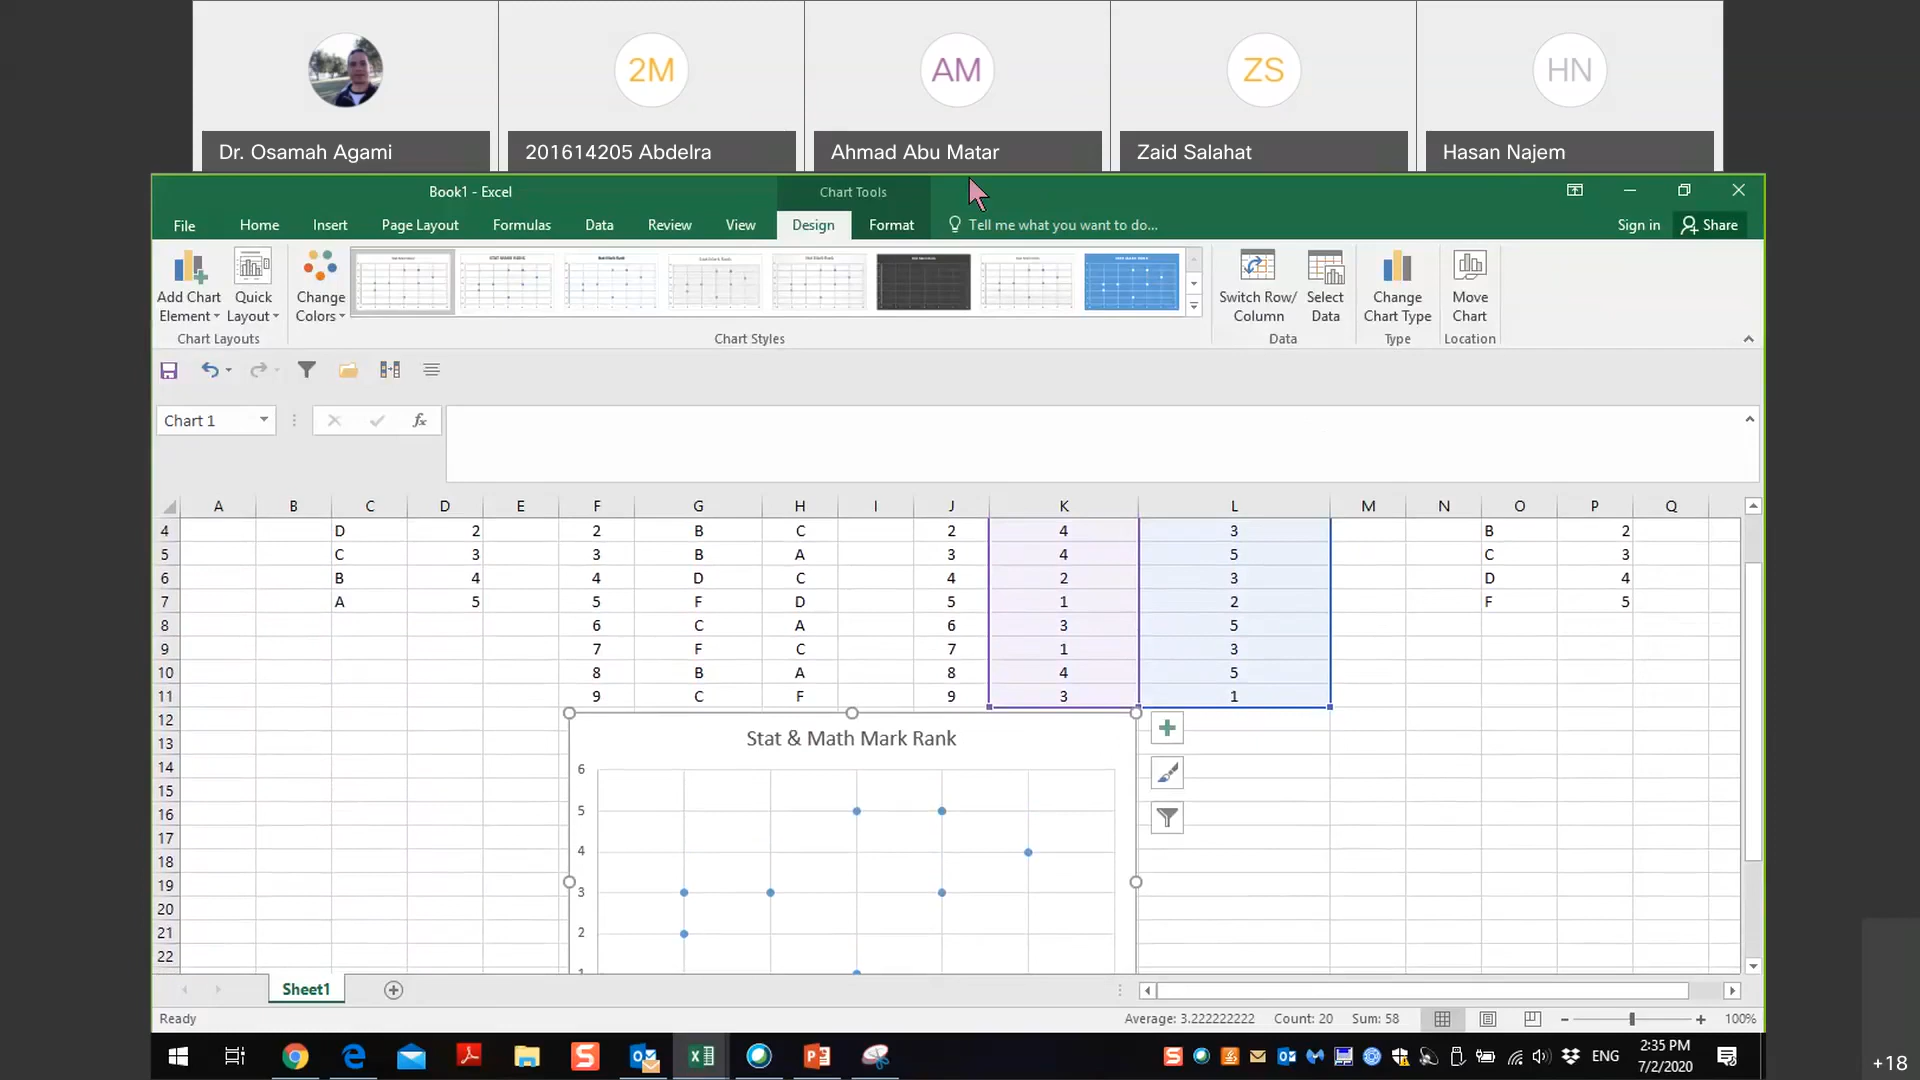 2M
AM
ZS
HN
Dr. Osamah Agami
201614205 Abdelra
Ahmad Abu Matar
Zaid Salahat
Hasan Najem
Book1 - Excel
Chart Tools
File Home Insert Page Layout Formulas Data Review View Design Format Tell me what you want to do... Sign in Share
Add Chart Element
Quick Layout
Change Colors
Switch Row/ Column
Select Data
Change Chart Type
Move Chart
Chart Layouts
Chart Styles
Data
Type
Location
Chart 1
fx
A B C D E F G H I J K L M N O P Q
4 D 2 2 B C 2 4 3 B 2
5 C 3 3 B A 3 4 5 C 3
6 B 4 4 D C 4 2 3 D 4
7 A 5 5 F D 5 1 2 F 5
8 6 C A 6 3 5
9 7 F C 7 1 3
10 8 B A 8 4 5
11 9 C F 9 3 1
12
13
14
15
16
17
18
19
20
21
22
Stat & Math Mark Rank
6
5
4
3
2
1
Sheet1
Ready
Average: 3.222222222 Count: 20 Sum: 58
100%
ENG
2:35 PM
7/2/2020
+18